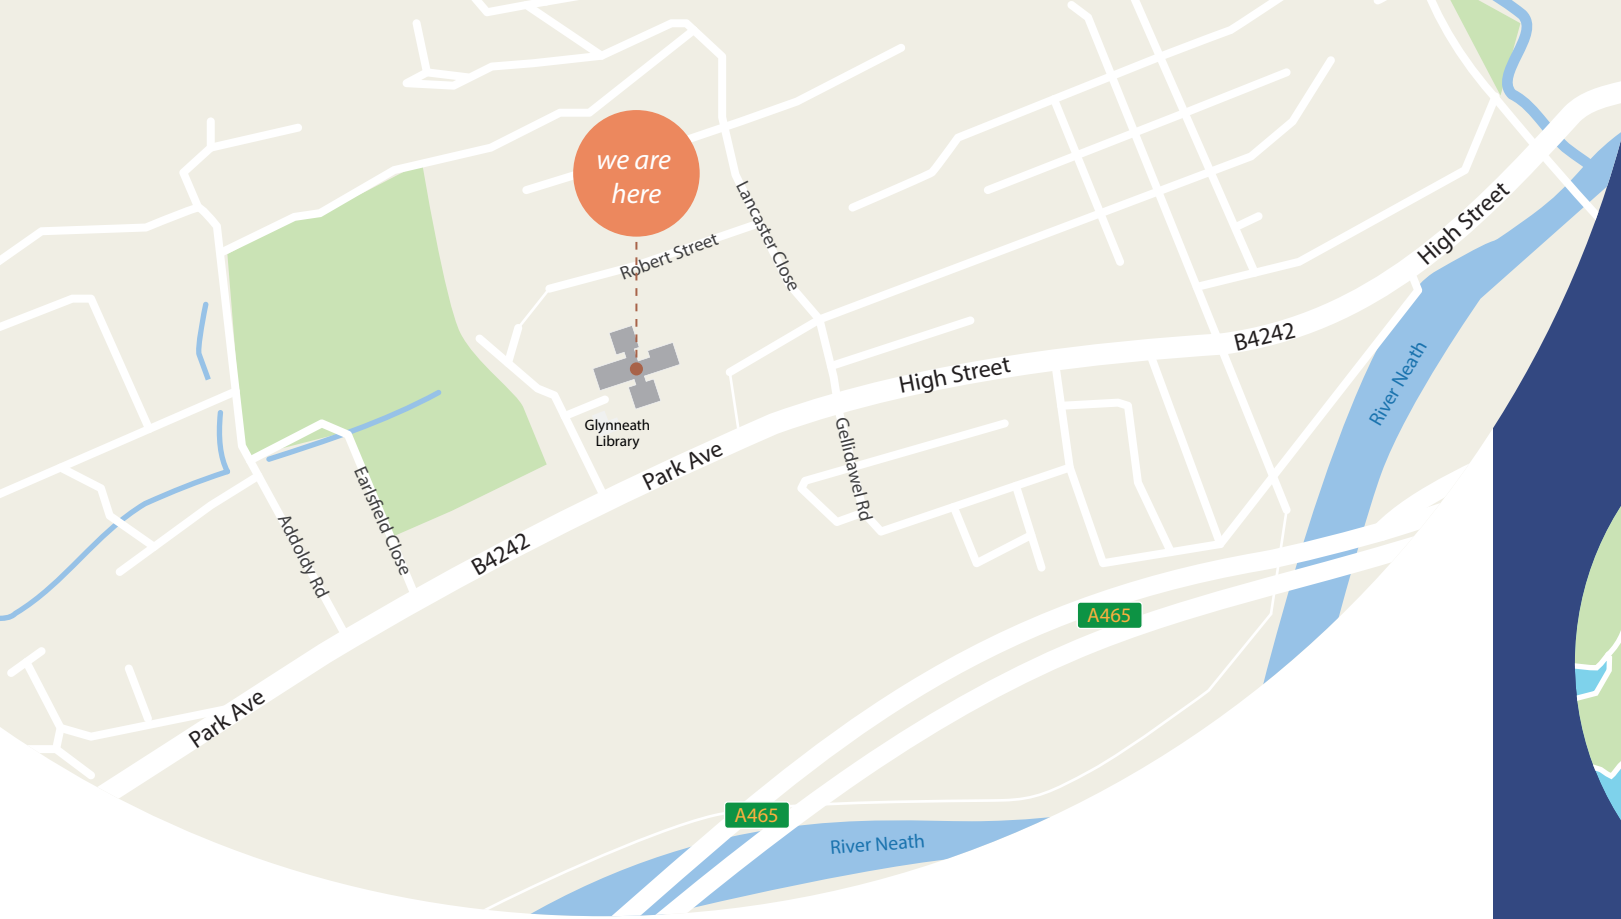 we are
here
Lancaster Close
Robert Street
High Street
B4242
High Street
River Neath
Glynneath
Library
Park Ave
Gellidawel Rd
Earlsfield Close
Addoldy Rd
B4242
A465
Park Ave
A465
River Neath